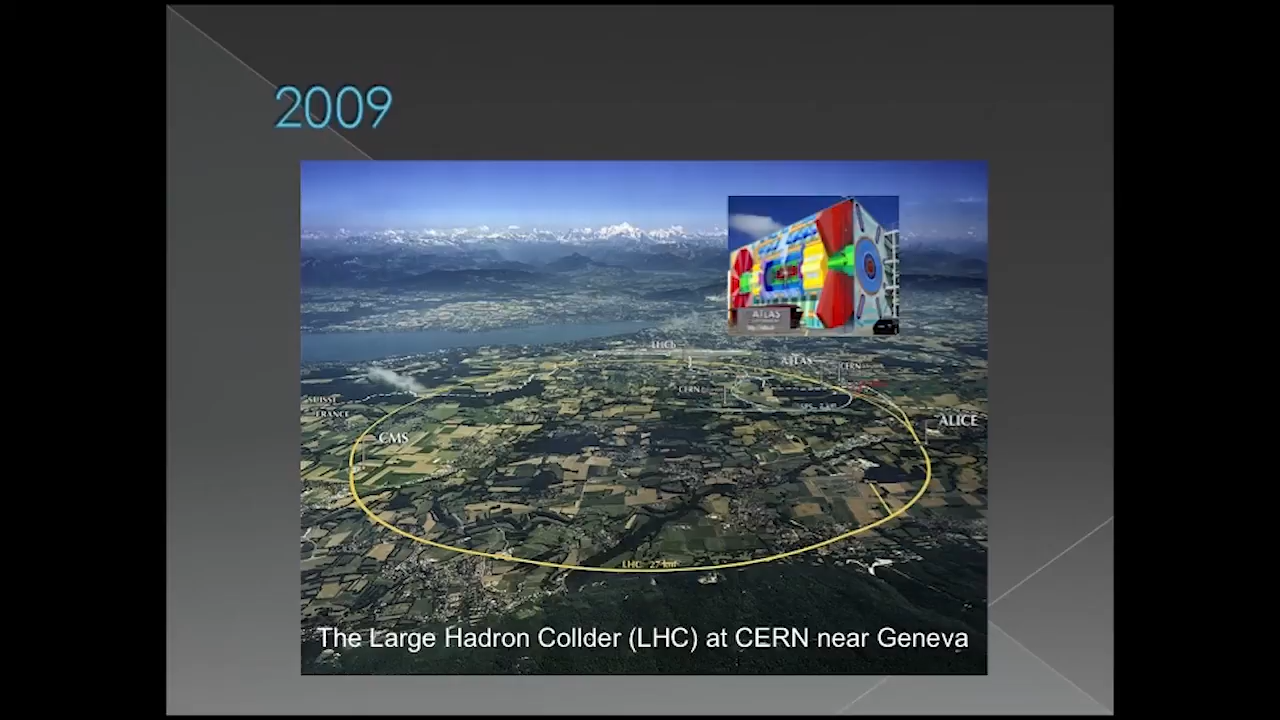 2009
ATLAS
LHCb
ATLAS
CERN
CERN
SUISSE
FRANCE
CMS
ALICE
LHC 27 km
The Large Hadron Collder (LHC) at CERN near Geneva